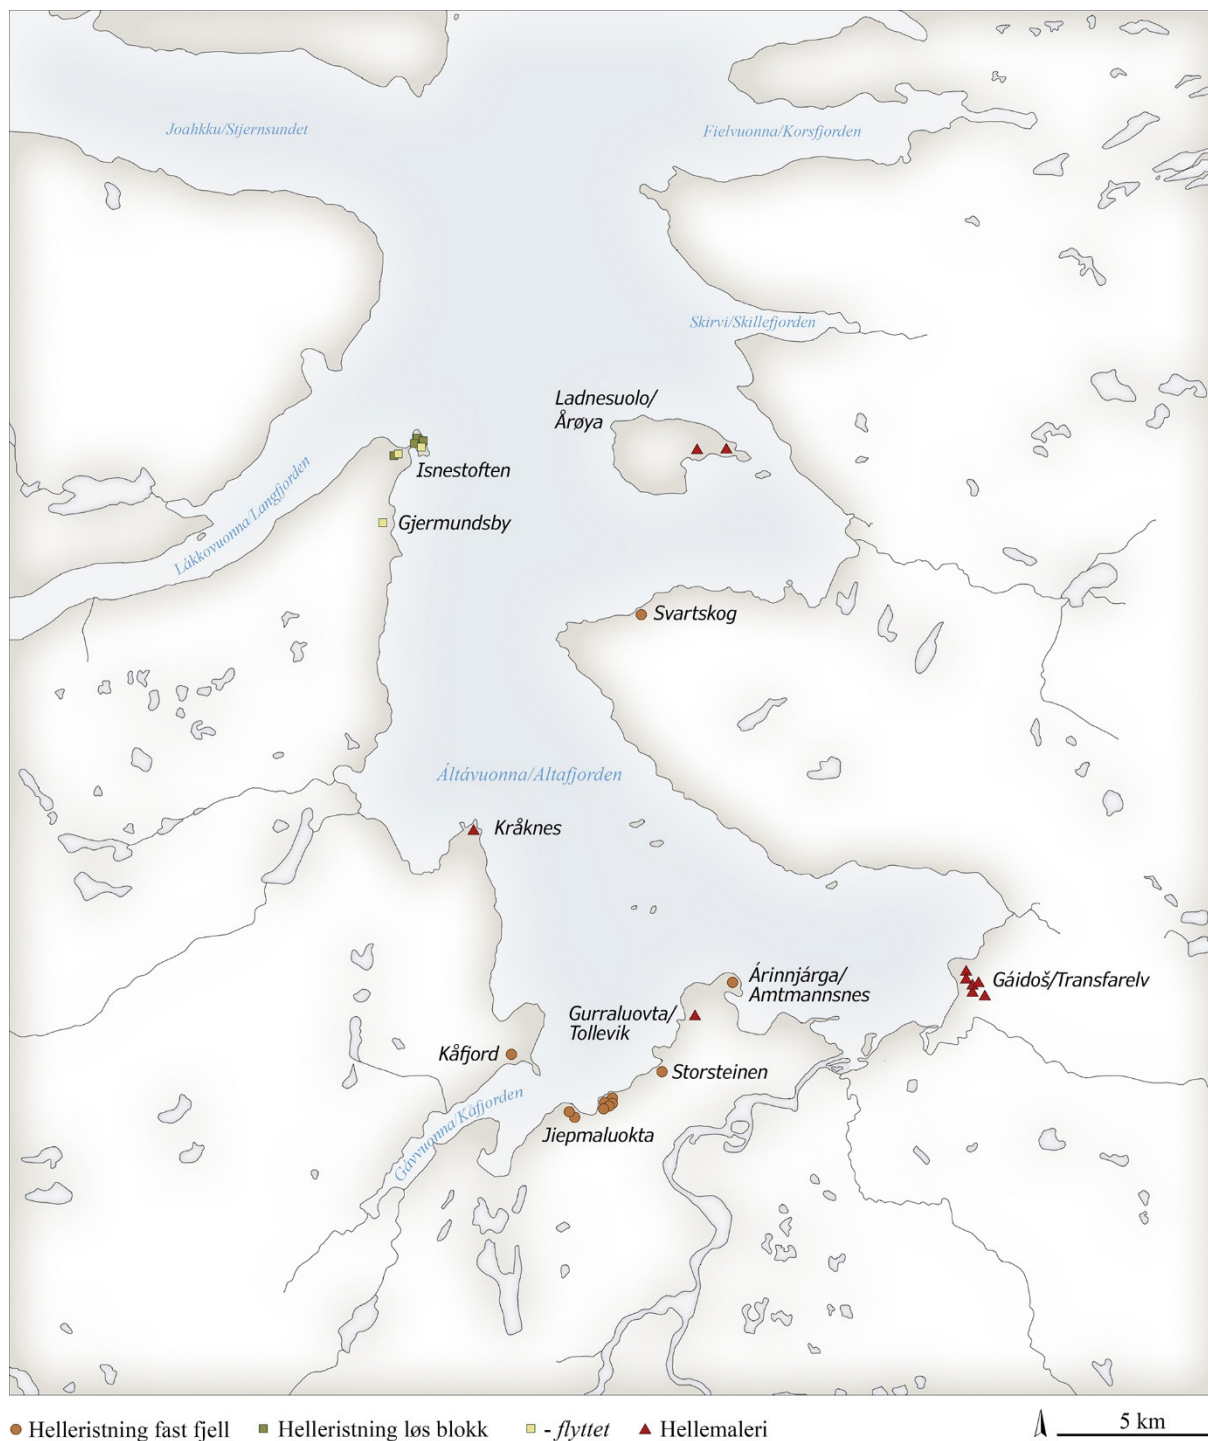 Joahkku/Stjernsundet
Fielvuonna/Korsfjorden
Skirvi/Skillefjorden
Ladnesuolo/
Årøya
Isnestoften
Lákkovuonna/Langfjorden
Gjermundsby
Svartskog
Áltávuonna/Altafjorden
Kråknes
Árinnjárga/
Amtmannsnes
Gáidoš/Transfarelv
Gurraluovta/
Tollevik
Kåfjord
Storsteinen
Gávvuonna/Kåfjorden
Jiepmaluokta
Helleristning fast fjell
Helleristning løs blokk
- flyttet
Hellemaleri
5 km